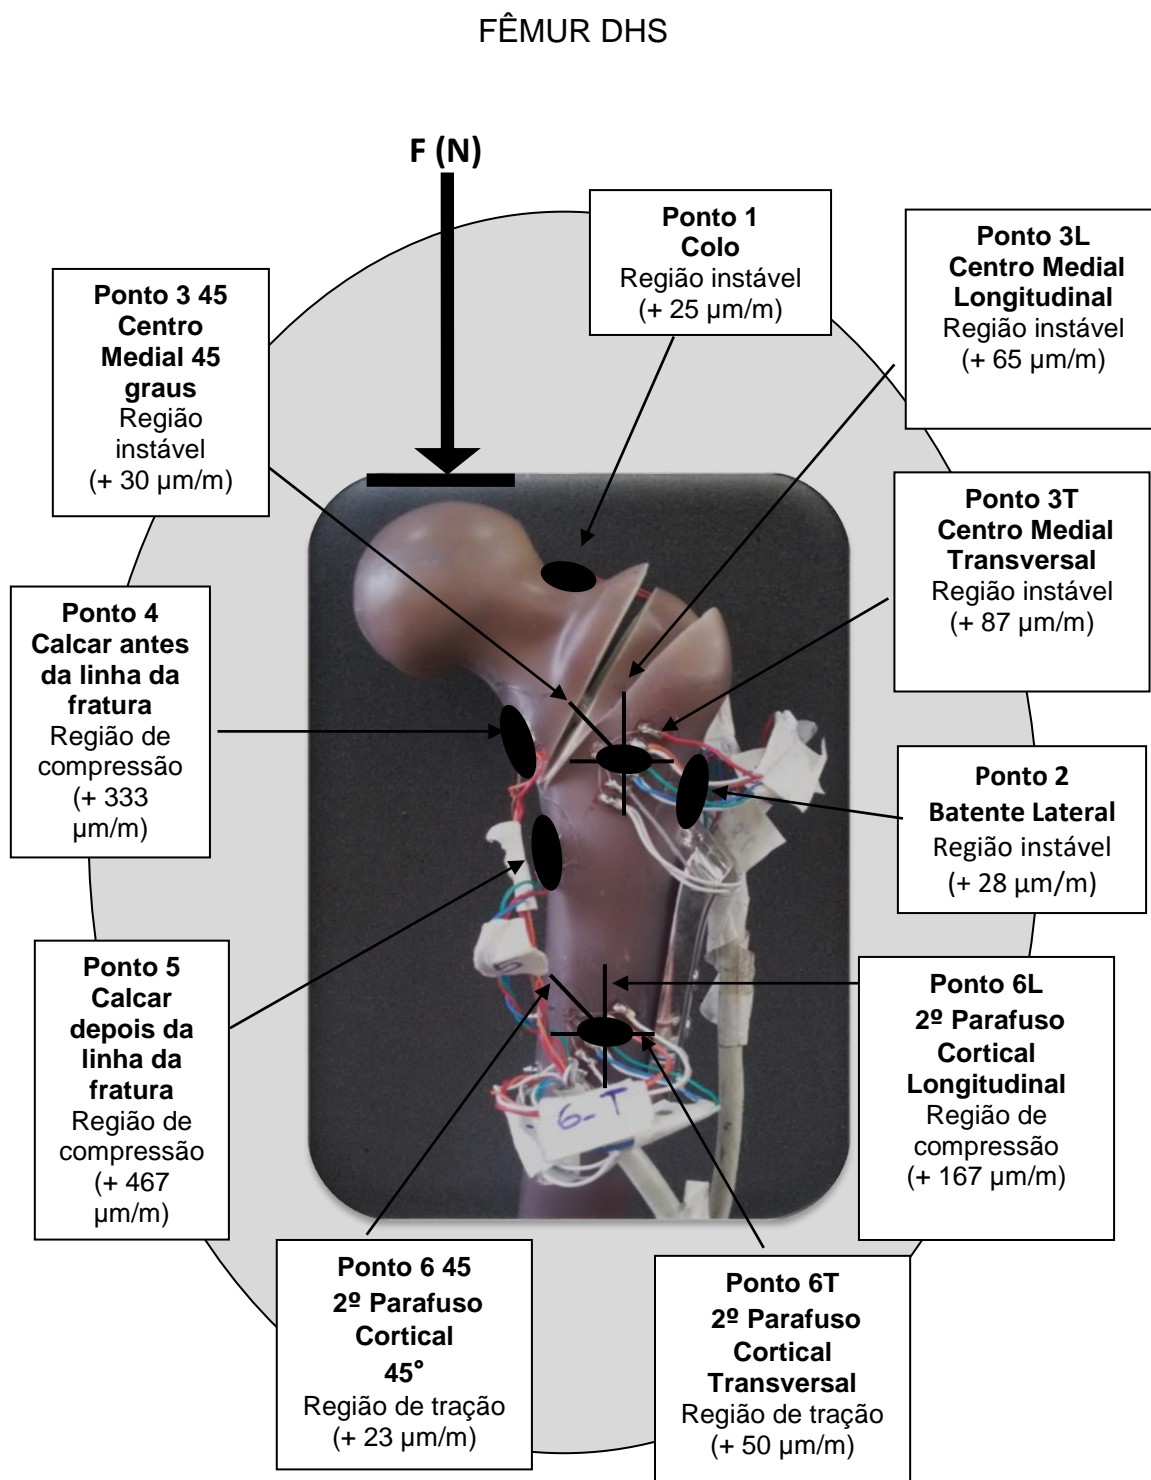 FÊMUR DHS
F (N)
Ponto 1
Colo
Região instável
(+ 25 µm/m)
Ponto 3L
Centro Medial
Longitudinal
Região instável
(+ 65 µm/m)
Ponto 3 45
Centro
Medial 45
graus
Região
instável
(+ 30 µm/m)
Ponto 3T
Centro Medial
Transversal
Região instável
(+ 87 µm/m)
Ponto 4
Calcar antes
da linha da
fratura
Região de
compressão
(+ 333
µm/m)
Ponto 2
Batente Lateral
Região instável
(+ 28 µm/m)
Ponto 5
Calcar
depois da
linha da
fratura
Região de
compressão
(+ 467
µm/m)
Ponto 6L
2º Parafuso
Cortical
Longitudinal
Região de
compressão
(+ 167 µm/m)
5
6-T
Ponto 6 45
2º Parafuso
Cortical
45°
Região de tração
(+ 23 µm/m)
Ponto 6T
2º Parafuso
Cortical
Transversal
Região de tração
(+ 50 µm/m)